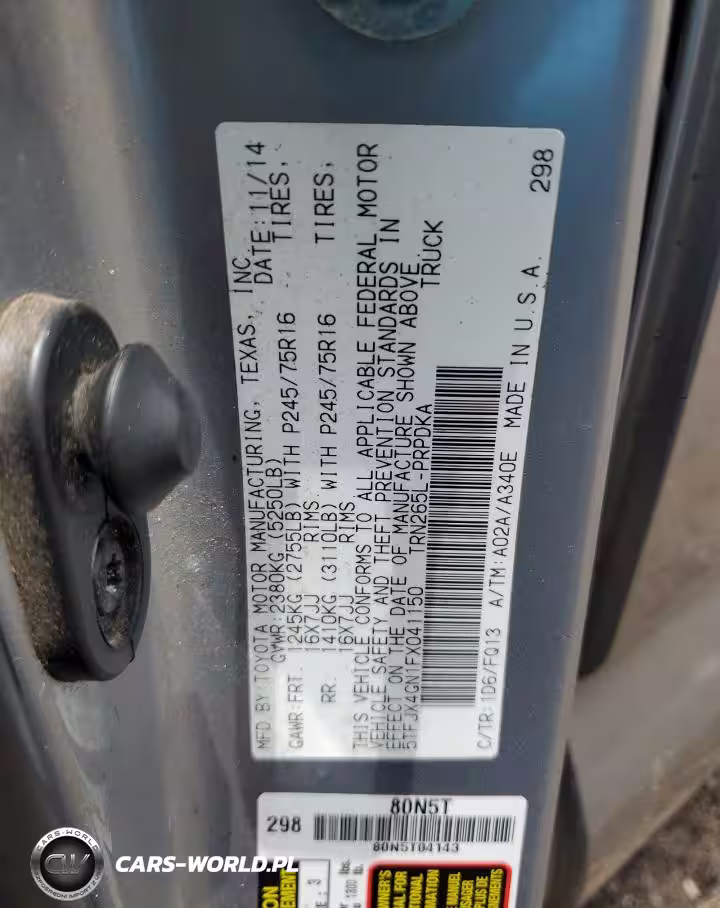 MFD BY:TOYOTA MOTOR MANUFACTURING, TEXAS, INC. DATE:11/14
GVWR:2380KG (5250LB)
GAWR:FRT. 1245KG (2755LB) WITH P245/75R16 TIRES,
16X7JJ RIMS
RR. 1410KG (3110LB) WITH P245/75R16 TIRES,
16X7JJ RIMS
THIS VEHICLE CONFORMS TO ALL APPLICABLE FEDERAL MOTOR
VEHICLE SAFETY AND THEFT PREVENTION STANDARDS IN
EFFECT ON THE DATE OF MANUFACTURE SHOWN ABOVE.
5TFJX4GN1FX041150 TRN265L-PRPDKA TRUCK
C/TR:1D6/FQ13 A/TM:A02A/A340E MADE IN U.S.A. 298
80N5T
298
80N5T04143
CW
CARS-WORLD
CARS-WORLD.PL